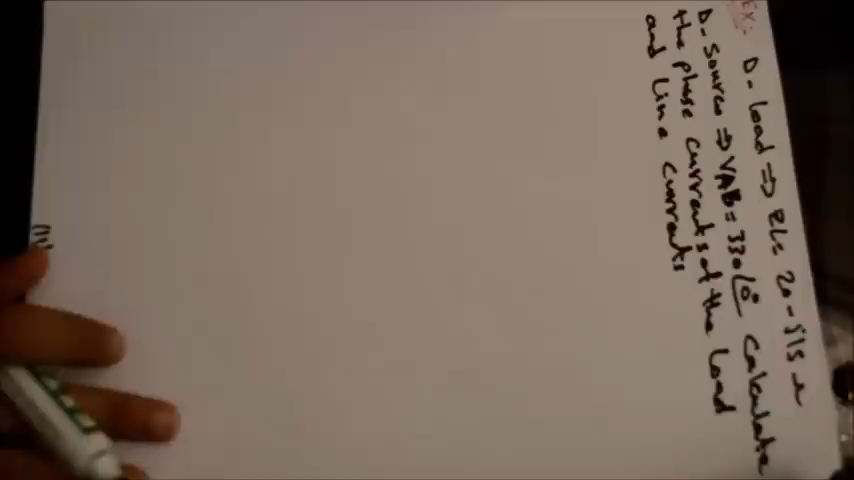 EX:
D-load ⇒ ZL= 20-j15 Ω
D-Source ⇒ VAB= 330∠0° Calculate
the phase currents of the Load
and Line currents